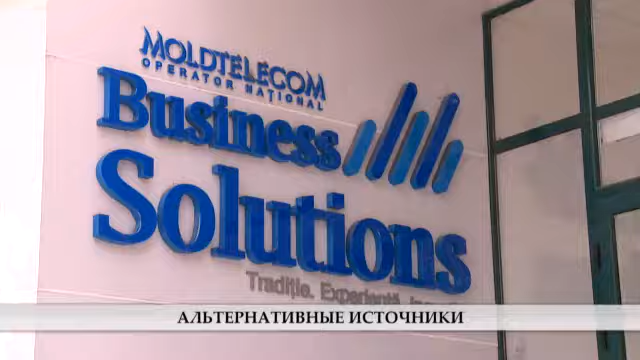 MOLDTELECOM
OPERATOR NAȚIONAL
Business
Solutions
Tradiție. Experiență.
АЛЬТЕРНАТИВНЫЕ ИСТОЧНИКИ